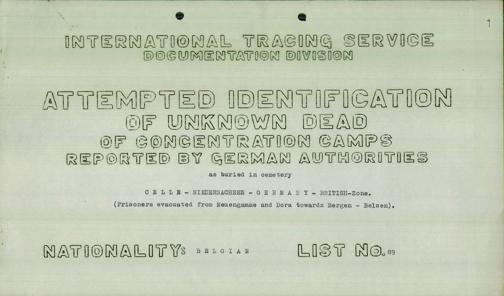 1
INTERNATIONAL TRACING SERVICE
DOCUMENTATION DIVISION
ATTEMPTED IDENTIFICATION
OF UNKNOWN DEAD
OF CONCENTRATION CAMPS
REPORTED BY GERMAN AUTHORITIES
as buried in cemetery
CELLE - NIEDERSACHSEN - GERMANY - BRITISH-Zone.
(Prisoners evacuated from Neuengamme and Dora towards Bergen - Belsen).
NATIONALITY: BELGIAN LIST No. 89